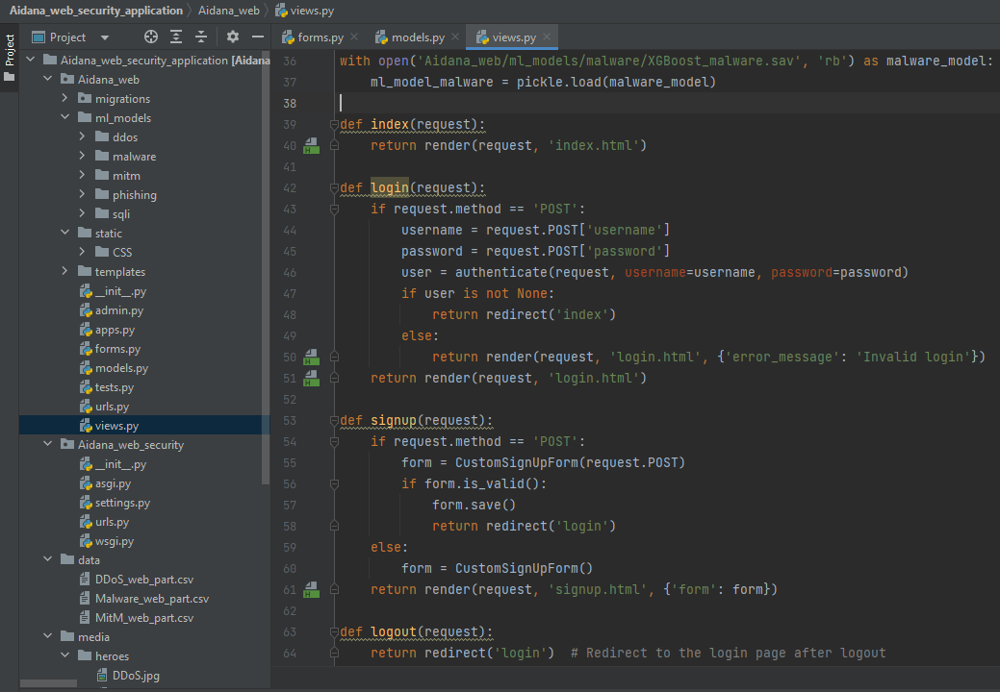 Aidana_web_security_application > Aidana_web > views.py
Project
Project
forms.py
models.py
views.py
Aidana_web_security_application [Aidana
Aidana_web
migrations
ml_models
ddos
malware
mitm
phishing
sqli
static
CSS
templates
__init__.py
admin.py
apps.py
forms.py
models.py
tests.py
urls.py
views.py
Aidana_web_security
__init__.py
asgi.py
settings.py
urls.py
wsgi.py
data
DDoS_web_part.csv
Malware_web_part.csv
MitM_web_part.csv
media
heroes
DDoS.jpg
36 with open('Aidana_web/ml_models/malware/XGBoost_malware.sav', 'rb') as malware_model:
37     ml_model_malware = pickle.load(malware_model)
38
39 def index(request):
40     return render(request, 'index.html')
41
42 def login(request):
43     if request.method == 'POST':
44         username = request.POST['username']
45         password = request.POST['password']
46         user = authenticate(request, username=username, password=password)
47         if user is not None:
48             return redirect('index')
49         else:
50             return render(request, 'login.html', {'error_message': 'Invalid login'})
51     return render(request, 'login.html')
52
53 def signup(request):
54     if request.method == 'POST':
55         form = CustomSignUpForm(request.POST)
56         if form.is_valid():
57             form.save()
58             return redirect('login')
59     else:
60         form = CustomSignUpForm()
61     return render(request, 'signup.html', {'form': form})
62
63 def logout(request):
64     return redirect('login')  # Redirect to the login page after logout